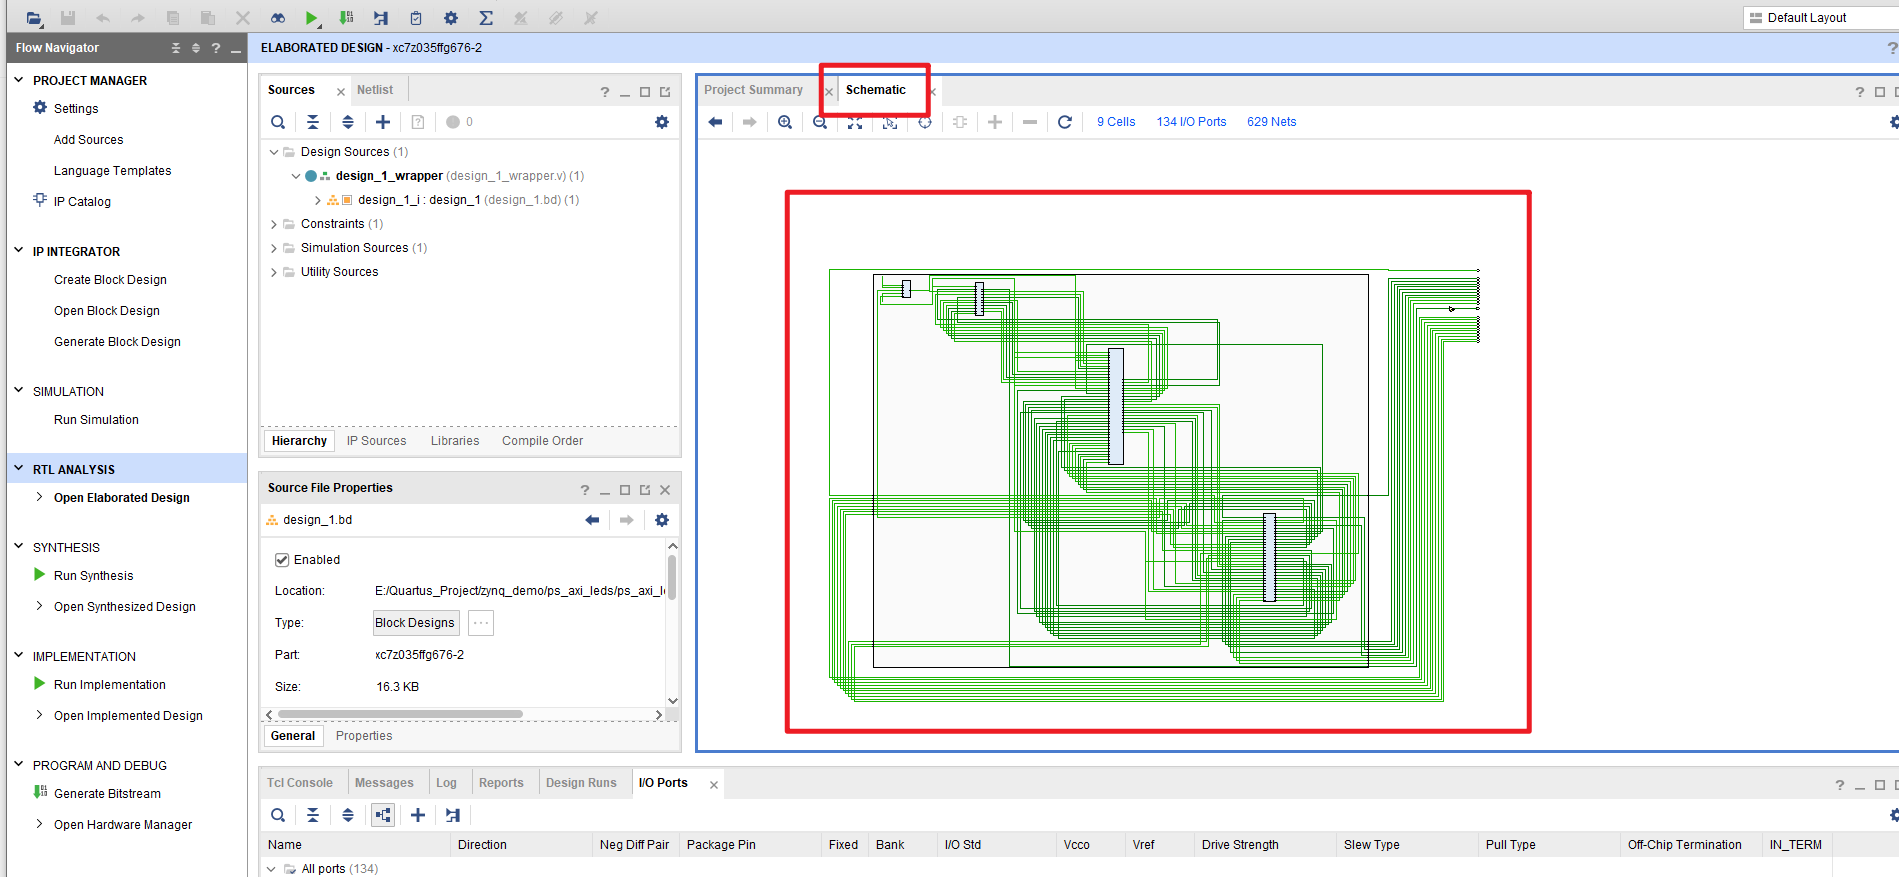 Default Layout
Flow Navigator
ELABORATED DESIGN - xc7z035ffg676-2
PROJECT MANAGER
Settings
Add Sources
Language Templates
IP Catalog
IP INTEGRATOR
Create Block Design
Open Block Design
Generate Block Design
SIMULATION
Run Simulation
RTL ANALYSIS
Open Elaborated Design
SYNTHESIS
Run Synthesis
Open Synthesized Design
IMPLEMENTATION
Run Implementation
Open Implemented Design
PROGRAM AND DEBUG
Generate Bitstream
Open Hardware Manager
Sources Netlist
0
Design Sources (1)
design_1_wrapper (design_1_wrapper.v) (1)
design_1_i : design_1 (design_1.bd) (1)
Constraints (1)
Simulation Sources (1)
Utility Sources
Hierarchy IP Sources Libraries Compile Order
Source File Properties
design_1.bd
Enabled
Location: E:/Quartus_Project/zynq_demo/ps_axi_leds/ps_axi_l
Type: Block Designs ...
Part: xc7z035ffg676-2
Size: 16.3 KB
General Properties
Project Summary Schematic
9 Cells 134 I/O Ports 629 Nets
Tcl Console Messages Log Reports Design Runs I/O Ports
Name Direction Neg Diff Pair Package Pin Fixed Bank I/O Std Vcco Vref Drive Strength Slew Type Pull Type Off-Chip Termination IN_TERM
All ports (134)